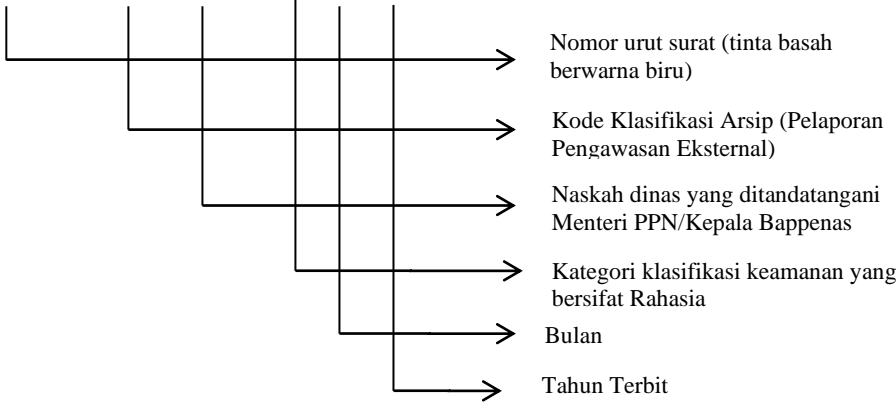 Nomor urut surat (tinta basah
berwarna biru)
Kode Klasifikasi Arsip (Pelaporan
Pengawasan Eksternal)
Naskah dinas yang ditandatangani
Menteri PPN/Kepala Bappenas
Kategori klasifikasi keamanan yang
bersifat Rahasia
Bulan
Tahun Terbit